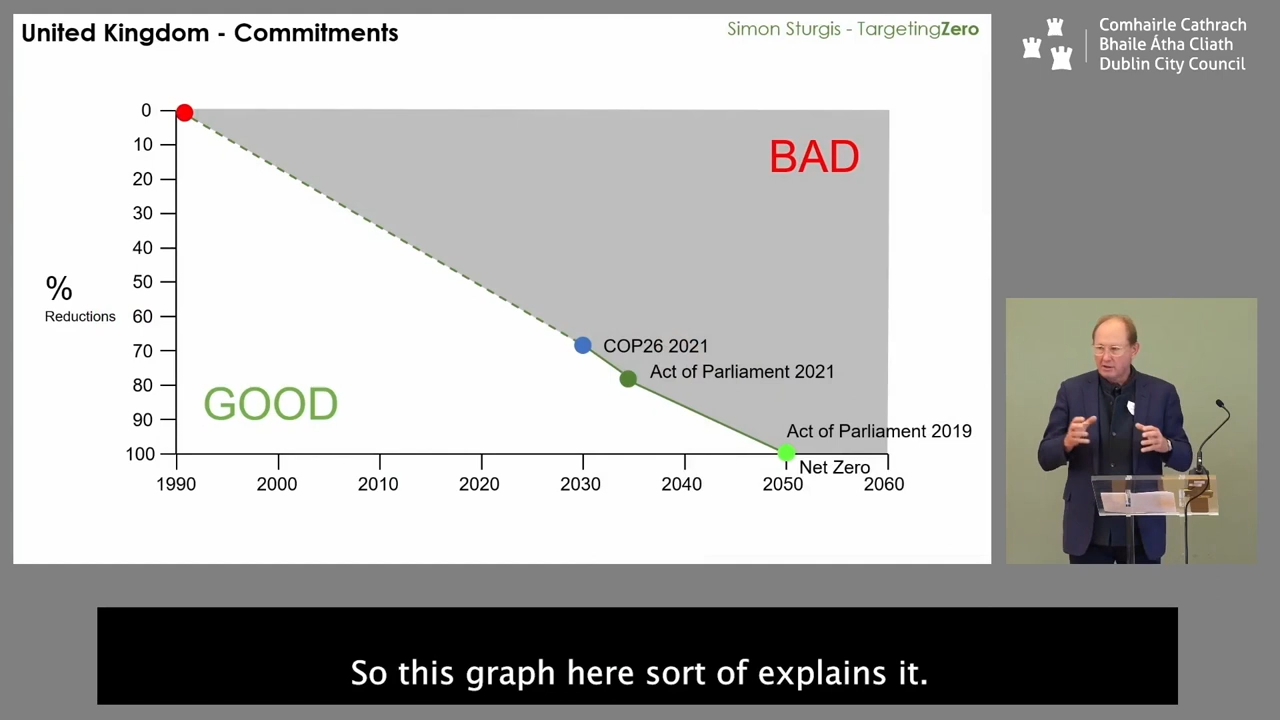 United Kingdom - Commitments
Simon Sturgis - TargetingZero
Comhairle Cathrach
Bhaile Átha Cliath
Dublin City Council
0
10
20
30
40
50
60
70
80
90
100
%
Reductions
BAD
GOOD
COP26 2021
Act of Parliament 2021
Act of Parliament 2019
Net Zero
1990
2000
2010
2020
2030
2040
2050
2060
So this graph here sort of explains it.